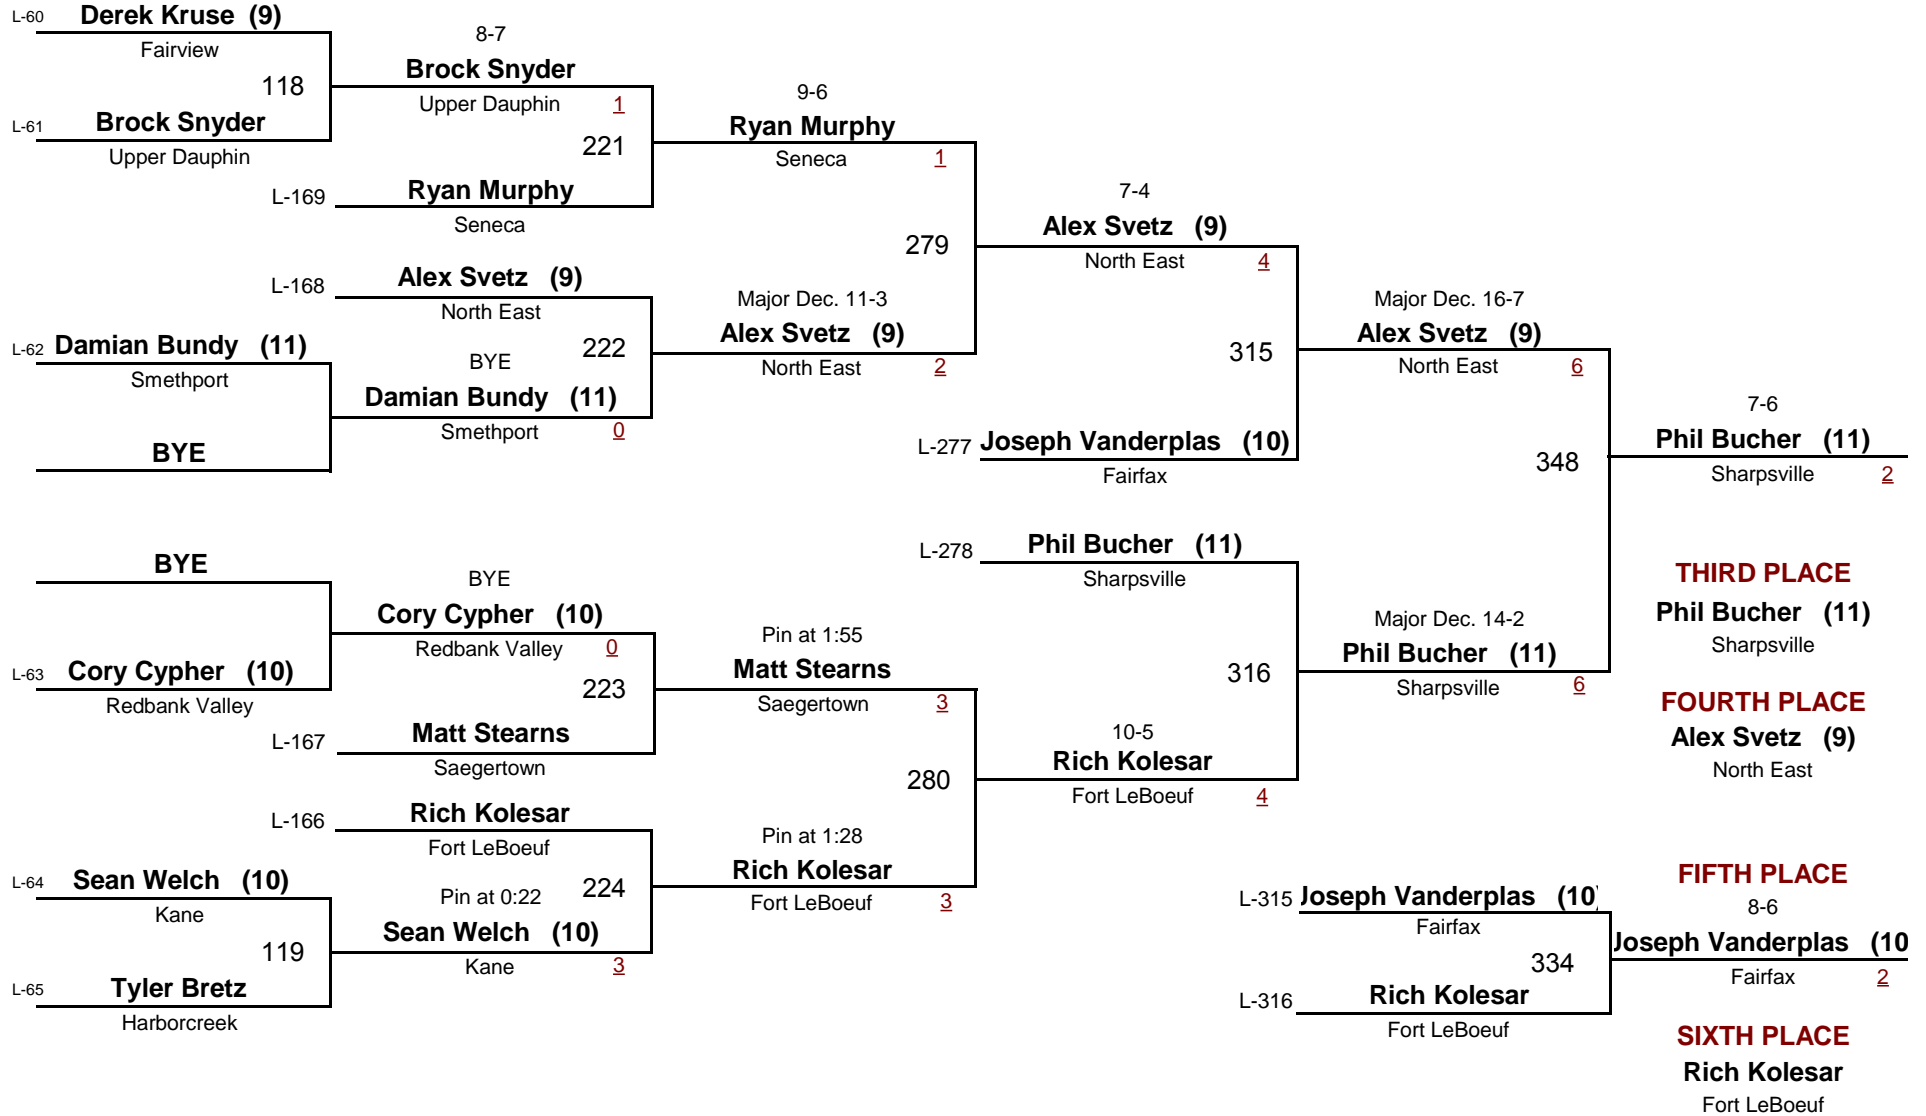 L-60 Derek Kruse (9)
Fairview
118
L-61 Brock Snyder
Upper Dauphin
8-7
Brock Snyder
Upper Dauphin 1
221
L-169 Ryan Murphy
Seneca
L-168 Alex Svetz (9)
North East
222
L-62 Damian Bundy (11)
Smethport
BYE
BYE
Damian Bundy (11)
Smethport 0
9-6
Ryan Murphy
Seneca 1
279
Major Dec. 11-3
Alex Svetz (9)
North East 2
7-4
Alex Svetz (9)
North East 4
315
L-277 Joseph Vanderplas (10)
Fairfax
Major Dec. 16-7
Alex Svetz (9)
North East 6
348
7-6
Phil Bucher (11)
Sharpsville 2
BYE
L-63 Cory Cypher (10)
Redbank Valley
BYE
Cory Cypher (10)
Redbank Valley 0
223
L-167 Matt Stearns
Saegertown
L-166 Rich Kolesar
Fort LeBoeuf
224
L-64 Sean Welch (10)
Kane
119
L-65 Tyler Bretz
Harborcreek
Pin at 0:22
Sean Welch (10)
Kane 3
Pin at 1:55
Matt Stearns
Saegertown 3
280
Pin at 1:28
Rich Kolesar
Fort LeBoeuf 3
L-278 Phil Bucher (11)
Sharpsville
316
10-5
Rich Kolesar
Fort LeBoeuf 4
Major Dec. 14-2
Phil Bucher (11)
Sharpsville 6
THIRD PLACE
Phil Bucher (11)
Sharpsville
FOURTH PLACE
Alex Svetz (9)
North East
L-315 Joseph Vanderplas (10)
Fairfax
334
L-316 Rich Kolesar
Fort LeBoeuf
FIFTH PLACE
8-6
Joseph Vanderplas (10
Fairfax 2
SIXTH PLACE
Rich Kolesar
Fort LeBoeuf